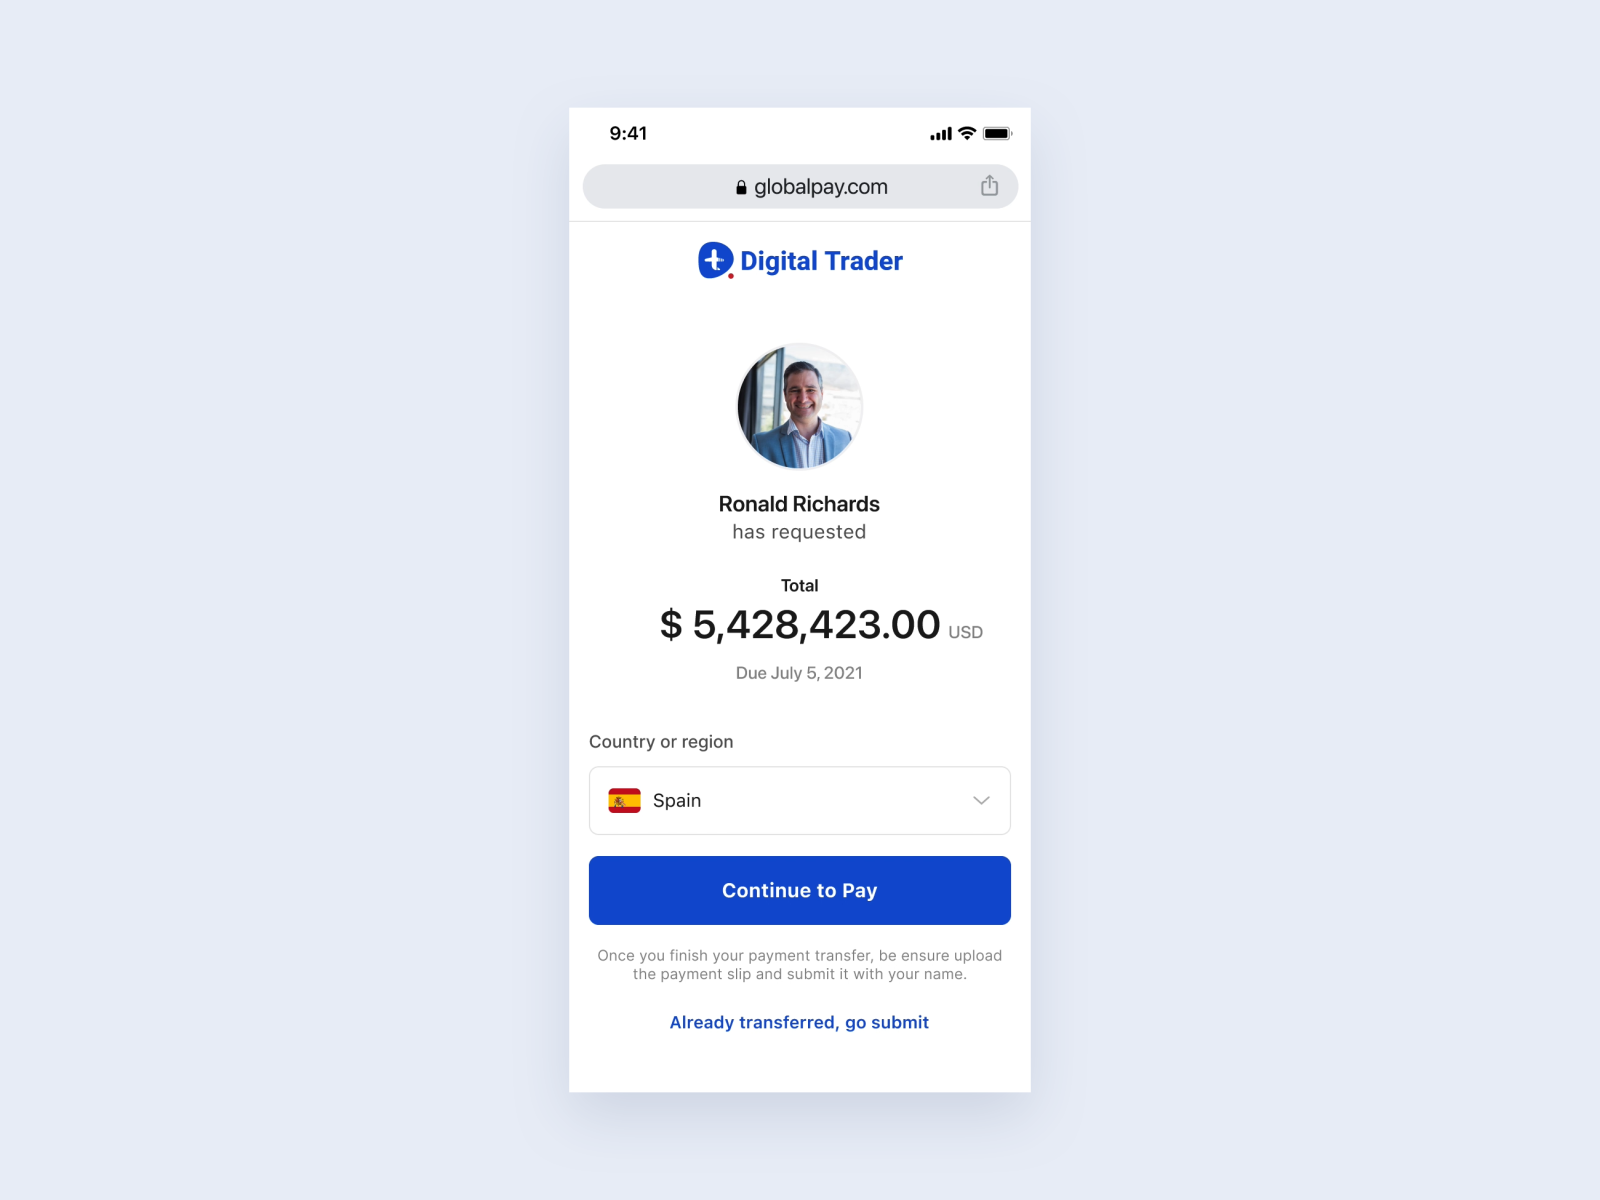 9:41
globalpay.com
Digital Trader
Ronald Richards
has requested
Total
$ 5,428,423.00 USD
Due July 5, 2021
Country or region
Spain
Continue to Pay
Once you finish your payment transfer, be ensure upload
the payment slip and submit it with your name.
Already transferred, go submit